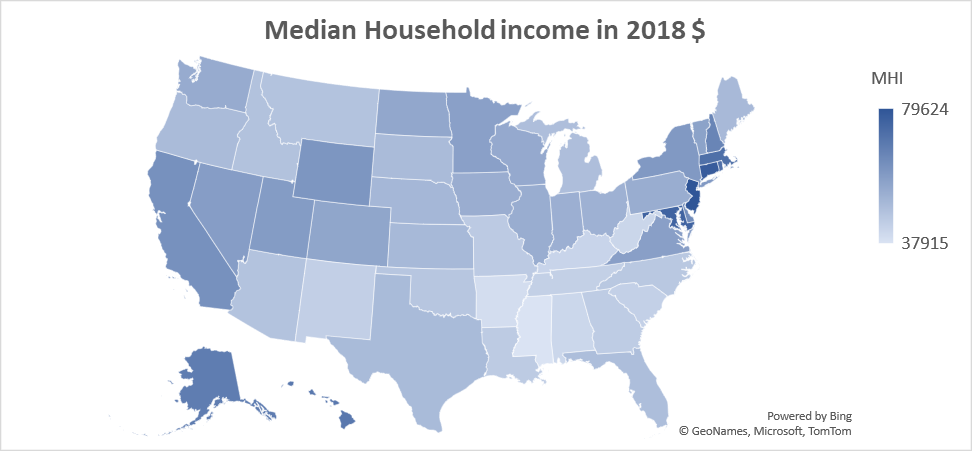 Median Household income in 2018 $
MHI
79624
37915
Powered by Bing
© GeoNames, Microsoft, TomTom